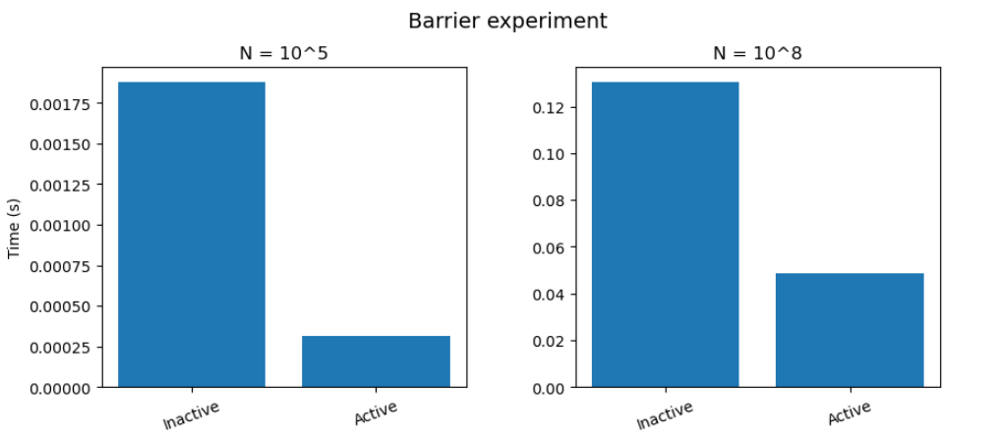 Barrier experiment
N = 10^5
Time (s)
0.00175
0.00150
0.00125
0.00100
0.00075
0.00050
0.00025
0.00000
Inactive
Active
N = 10^8
0.12
0.10
0.08
0.06
0.04
0.02
0.00
Inactive
Active